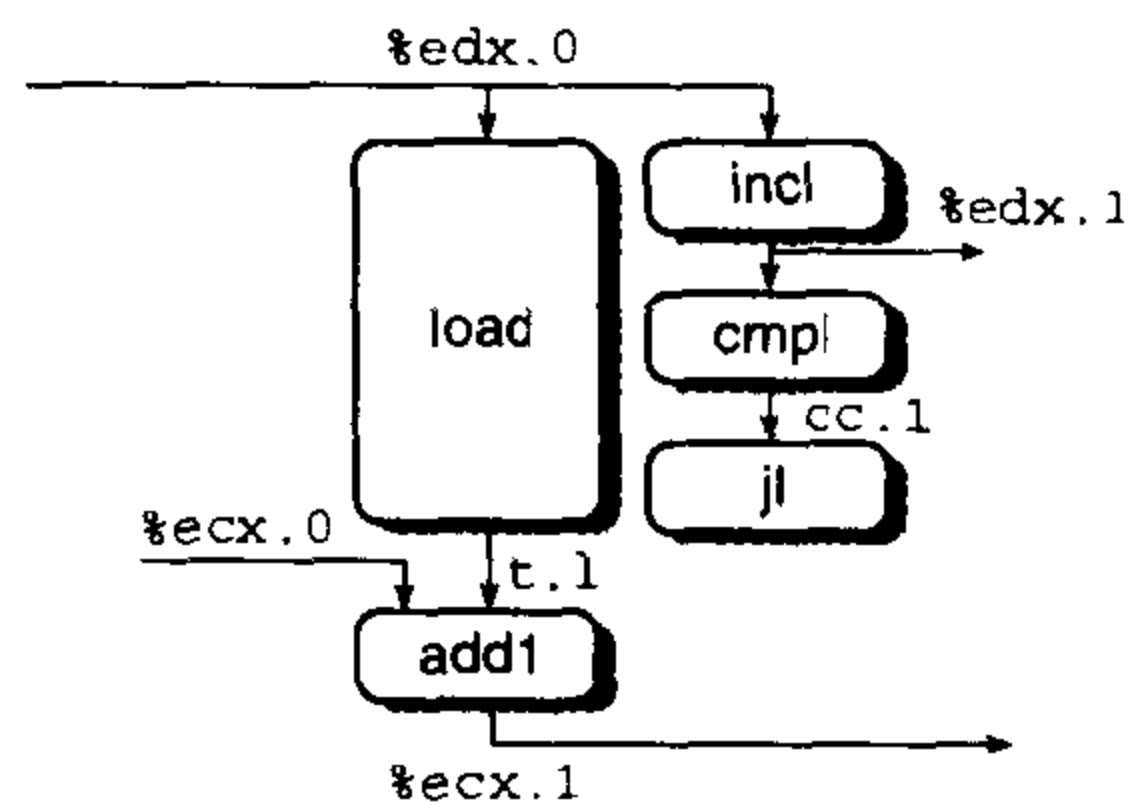 %edx.0
incl
%edx.1
load
cmpl
cc.1
jl
%ecx.0
t.1
add1
%ecx.1